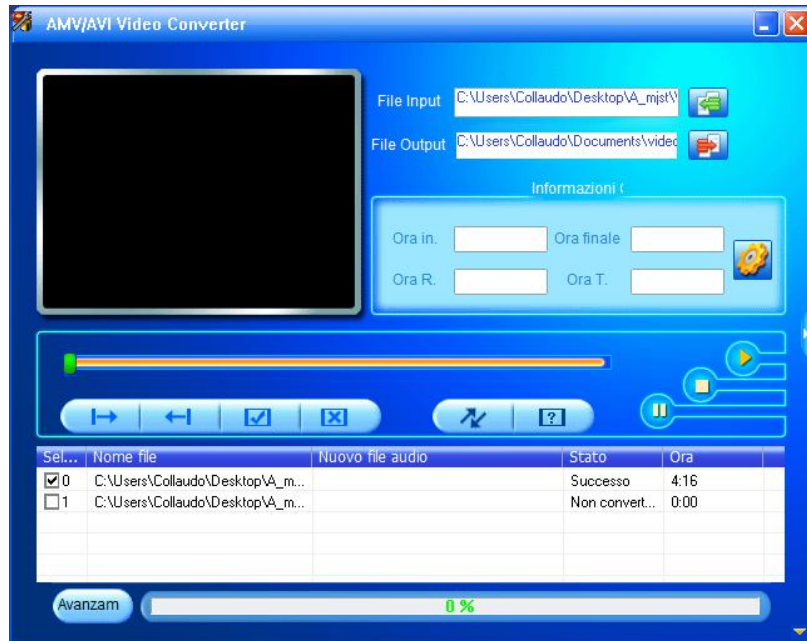 AMV/AVI Video Converter
File Input C:\Users\Collaudo\Desktop\A_mjst\
File Output C:\Users\Collaudo\Documents\video
Informazioni
Ora in. Ora finale
Ora R. Ora T.
Sel... Nome file Nuovo file audio Stato Ora
0 C:\Users\Collaudo\Desktop\A_m... Successo 4:16
1 C:\Users\Collaudo\Desktop\A_m... Non convert... 0:00
Avanzam 0 %